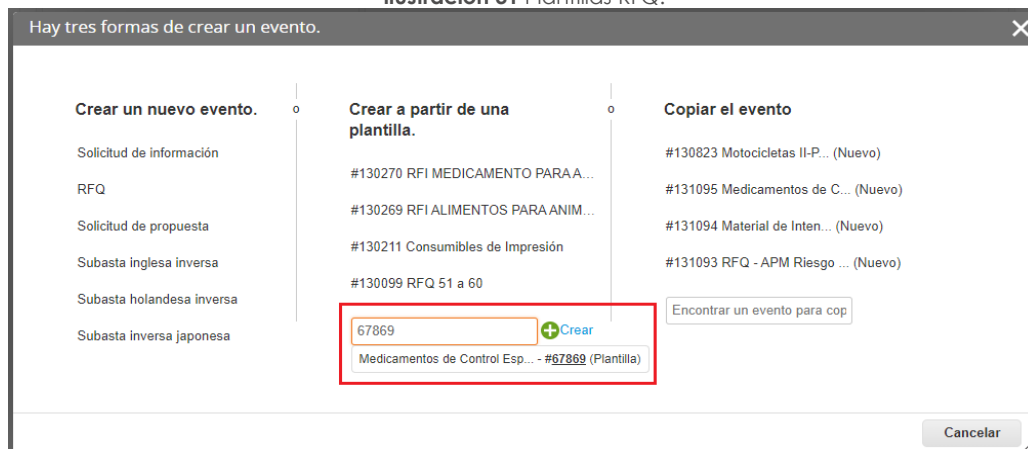 Ilustración 31 Plantillas RFQ.
Hay tres formas de crear un evento.
Crear un nuevo evento.
Solicitud de información
RFQ
Solicitud de propuesta
Subasta inglesa inversa
Subasta holandesa inversa
Subasta inversa japonesa
o
Crear a partir de una
plantilla.
#130270 RFI MEDICAMENTO PARA A...
#130269 RFI ALIMENTOS PARA ANIM...
#130211 Consumibles de Impresión
#130099 RFQ 51 a 60
67869
Crear
Medicamentos de Control Esp... - #67869 (Plantilla)
o
Copiar el evento
#130823 Motocicletas II-P... (Nuevo)
#131095 Medicamentos de C... (Nuevo)
#131094 Material de Inten... (Nuevo)
#131093 RFQ - APM Riesgo ... (Nuevo)
Encontrar un evento para cop
Cancelar